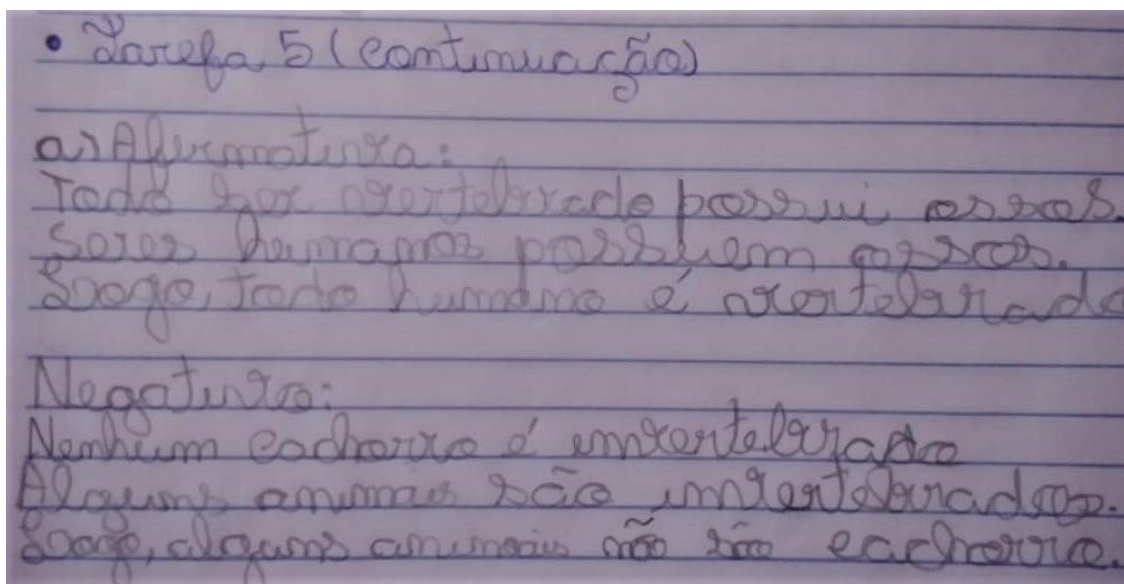 • Tarefa 5 (continuação)
a) Afirmativa:
Todo ser vertebrado possui ossos.
Seres humanos possuem ossos.
Logo, todo humano é vertebrado
Negativa:
Nenhum cachorro é invertebrado
Alguns animais são invertebrados.
Logo, alguns animais não são cachorro.